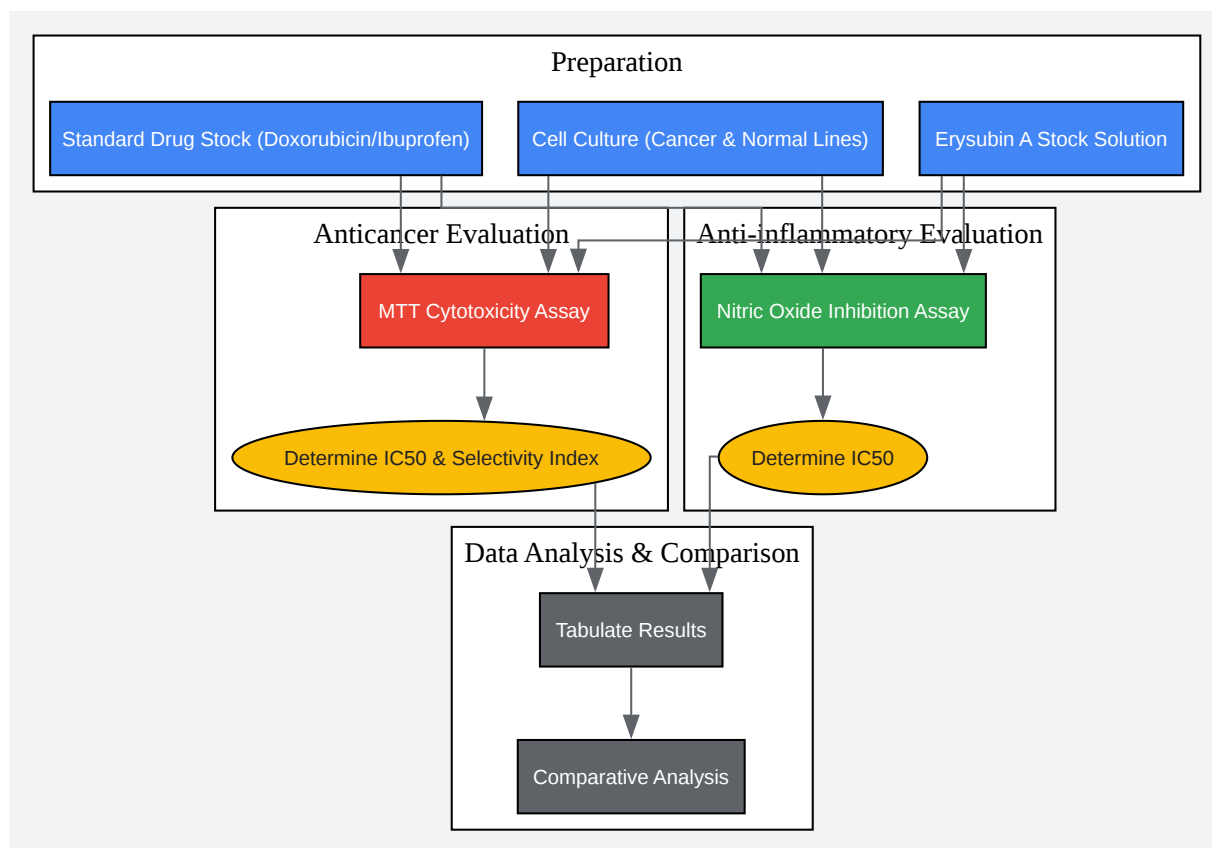 Preparation
Standard Drug Stock (Doxorubicin/Ibuprofen)
Cell Culture (Cancer & Normal Lines)
Erysubin A Stock Solution
Anticancer Evaluation
Anti-inflammatory Evaluation
MTT Cytotoxicity Assay
Nitric Oxide Inhibition Assay
Determine IC50 & Selectivity Index
Determine IC50
Data Analysis & Comparison
Tabulate Results
Comparative Analysis